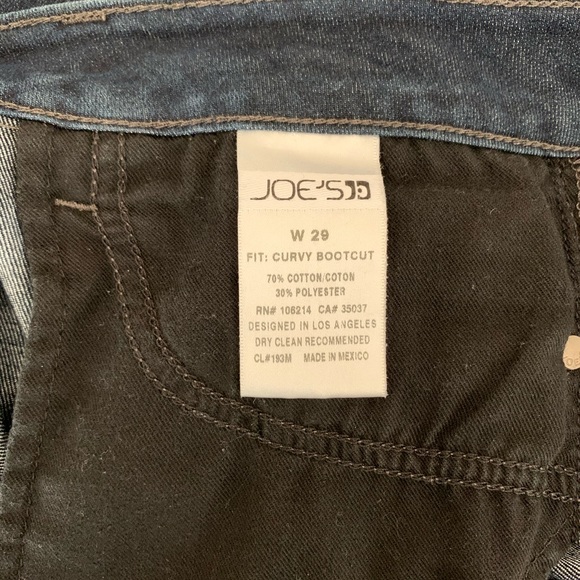 JOE'S
W 29
FIT: CURVY BOOTCUT
70% COTTON/COTON
30% POLYESTER
RN# 106214 CA# 35037
DESIGNED IN LOS ANGELES
DRY CLEAN RECOMMENDED
CL#193M MADE IN MEXICO